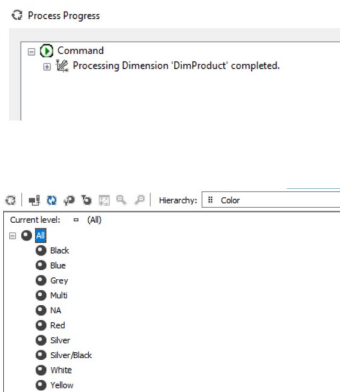 Process Progress
Command
Processing Dimension 'DimProduct' completed.
Hierarchy: Color
Current level: (All)
All
Black
Blue
Grey
Multi
NA
Red
Silver
Silver/Black
White
Yellow